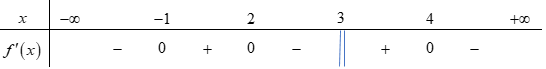 x −∞ −1 2 3 4 +∞
f'(x) − 0 + 0 − + 0 −